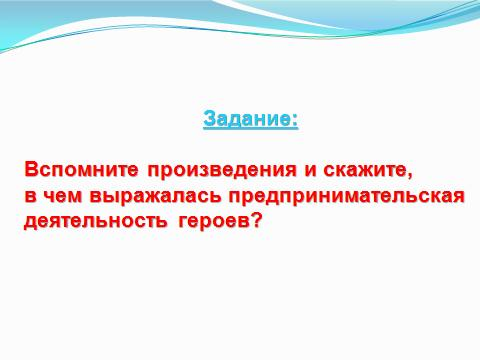 Задание:
Вспомните произведения и скажите,
в чем выражалась предпринимательская
деятельность героев?